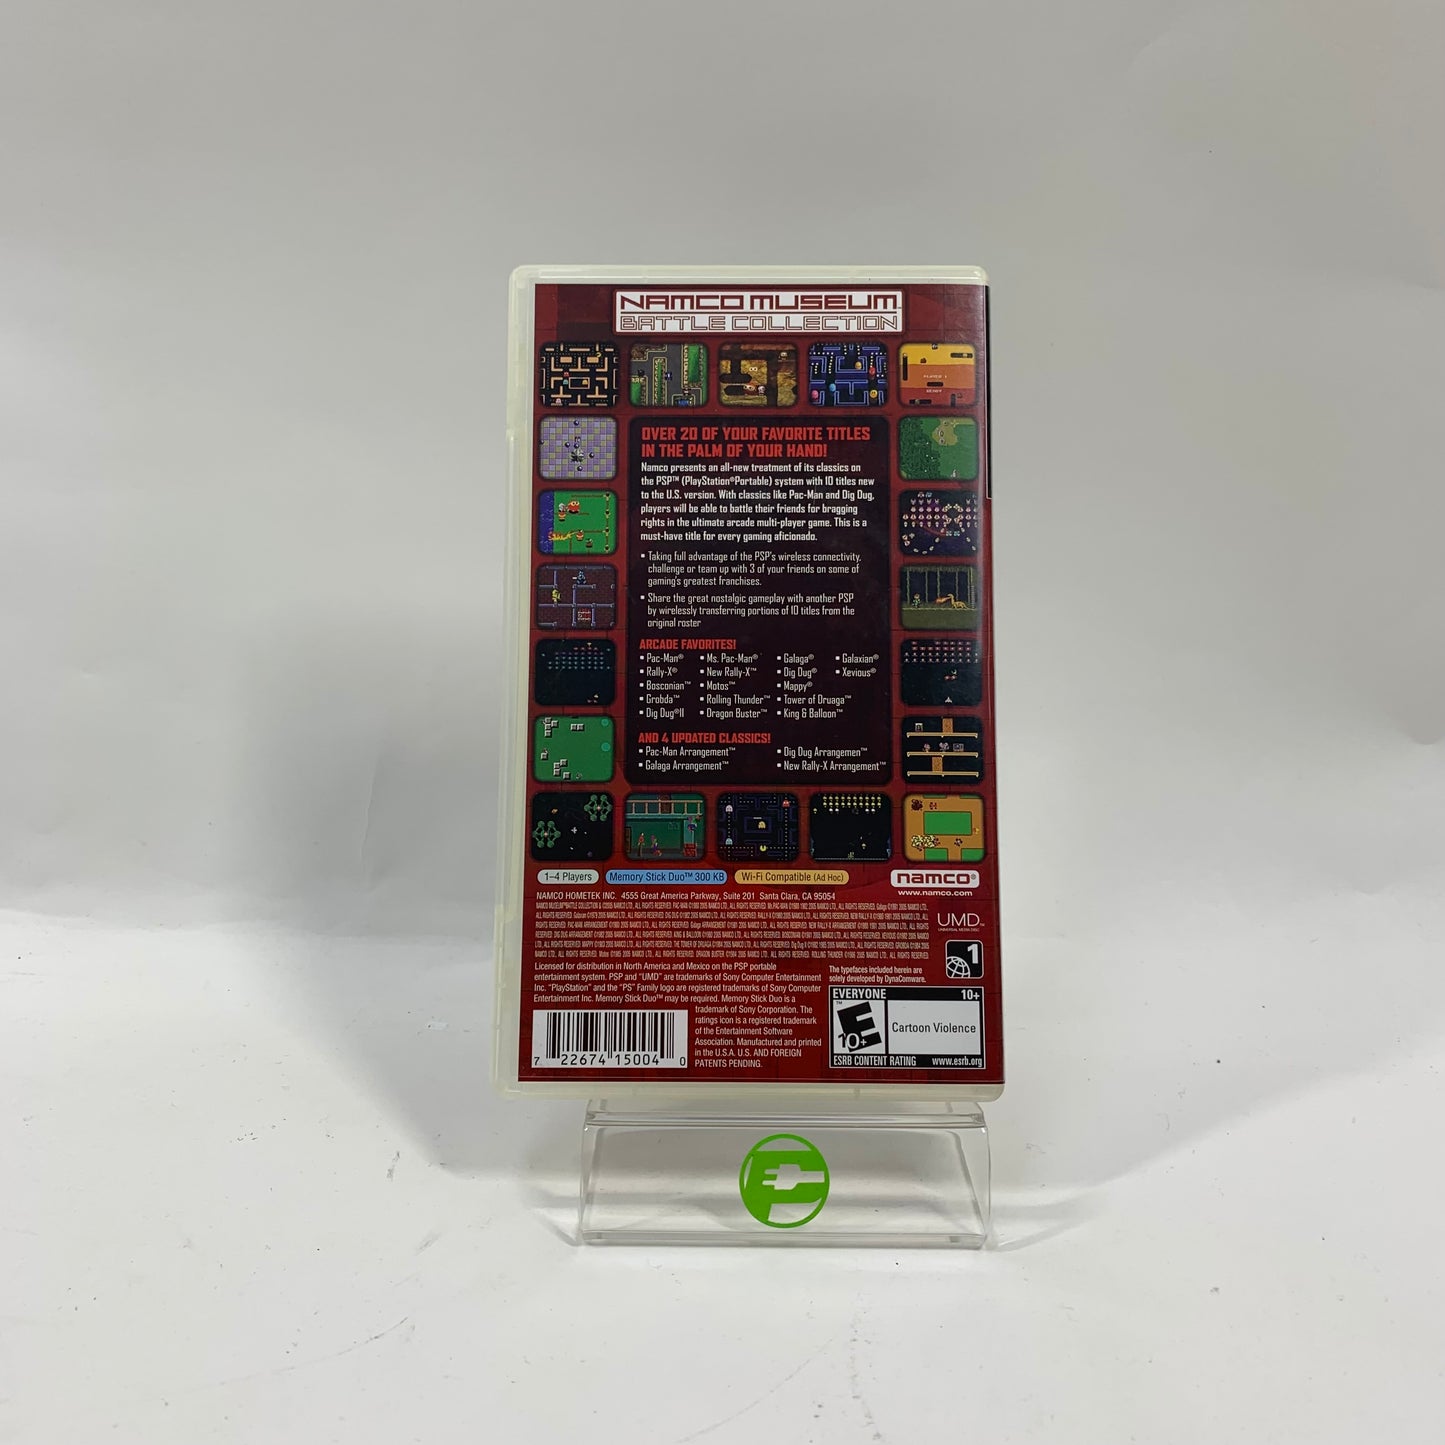 NAMCO MUSEUM™
BATTLE COLLECTION
OVER 20 OF YOUR FAVORITE TITLES
IN THE PALM OF YOUR HAND!
Namco presents an all-new treatment of its classics on
the PSP™ (PlayStation®Portable) system with 10 titles new
to the U.S. version. With classics like Pac-Man and Dig Dug,
players will be able to battle their friends for bragging
rights in the ultimate arcade multi-player game. This is a
must-have title for every gaming aficionado.
▪ Taking full advantage of the PSP's wireless connectivity,
challenge or team up with 3 of your friends on some of
gaming's greatest franchises.
▪ Share the great nostalgic gameplay with another PSP
by wirelessly transferring portions of 10 titles from the
original roster
ARCADE FAVORITES!
▪ Pac-Man® ▪ Ms. Pac-Man® ▪ Galaga® ▪ Galaxian®
▪ Rally-X® ▪ New Rally-X™ ▪ Dig Dug® ▪ Xevious®
▪ Bosconian™ ▪ Motos™ ▪ Mappy®
▪ Grobda™ ▪ Rolling Thunder™ ▪ Tower of Druaga™
▪ Dig Dug®II ▪ Dragon Buster™ ▪ King & Balloon™
AND 4 UPDATED CLASSICS!
▪ Pac-Man Arrangement™ ▪ Dig Dug Arrangemen™
▪ Galaga Arrangement™ ▪ New Rally-X Arrangement™
1–4 Players Memory Stick Duo™ 300 KB Wi-Fi Compatible (Ad Hoc) namco®
www.namco.com
NAMCO HOMETEK INC. 4555 Great America Parkway, Suite 201 Santa Clara, CA 95054
UMD™
UNIVERSAL MEDIA DISC
1
Licensed for distribution in North America and Mexico on the PSP portable
entertainment system. PSP and "UMD" are trademarks of Sony Computer Entertainment
Inc. "PlayStation" and the "PS" Family logo are registered trademarks of Sony Computer
Entertainment Inc. Memory Stick Duo™ may be required. Memory Stick Duo is a
trademark of Sony Corporation. The
ratings icon is a registered trademark
of the Entertainment Software
Association. Manufactured and printed
in the U.S.A. U.S. AND FOREIGN
PATENTS PENDING.
The typefaces included herein are
solely developed by DynaComware.
EVERYONE 10+
E 10+
Cartoon Violence
ESRB CONTENT RATING www.esrb.org
7 22674 15004 0